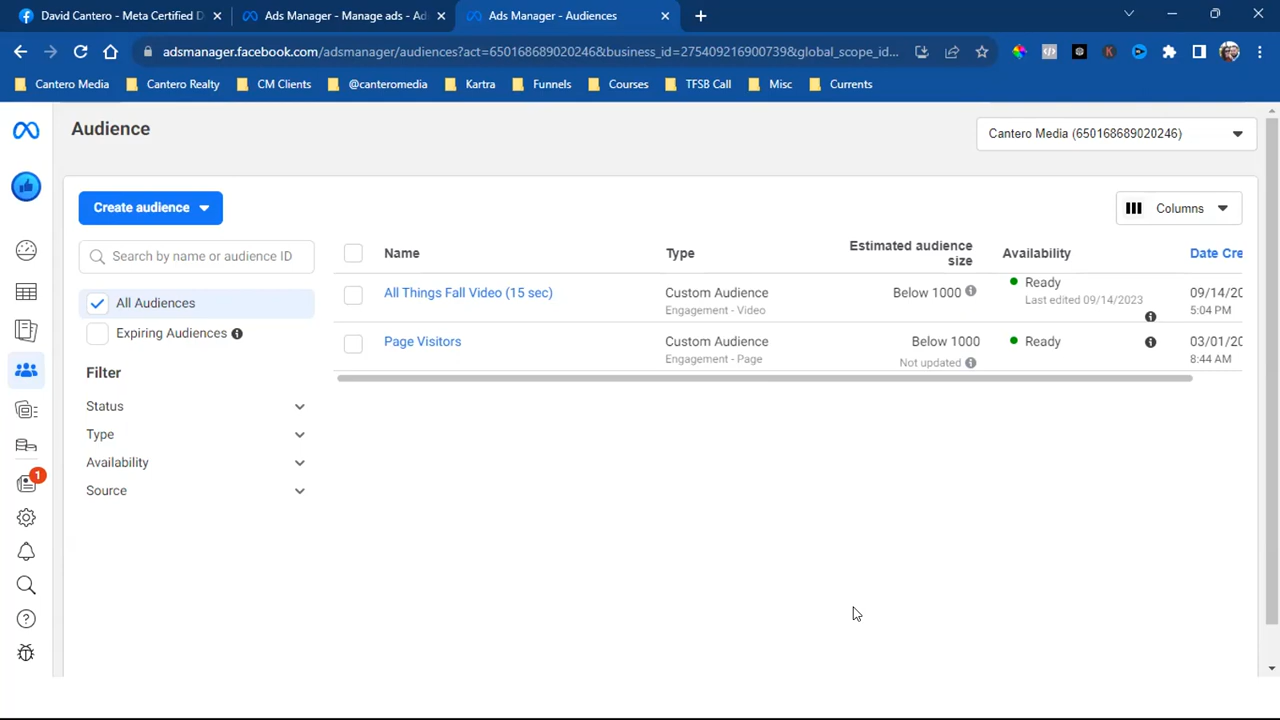 David Cantero - Meta Certified D
Ads Manager - Manage ads - Ad
Ads Manager - Audiences
adsmanager.facebook.com/adsmanager/audiences?act=650168689020246&business_id=275409216900739&global_scope_id...
Cantero Media
Cantero Realty
CM Clients
@canteromedia
Kartra
Funnels
Courses
TFSB Call
Misc
Currents
Audience
Cantero Media (650168689020246)
Create audience
Columns
Search by name or audience ID
Name
Type
Estimated audience
size
Availability
Date Cre
All Audiences
Expiring Audiences
All Things Fall Video (15 sec)
Custom Audience
Engagement - Video
Below 1000
Ready
Last edited 09/14/2023
09/14/20
5:04 PM
Page Visitors
Custom Audience
Engagement - Page
Below 1000
Not updated
Ready
03/01/20
8:44 AM
Filter
Status
Type
Availability
Source
1